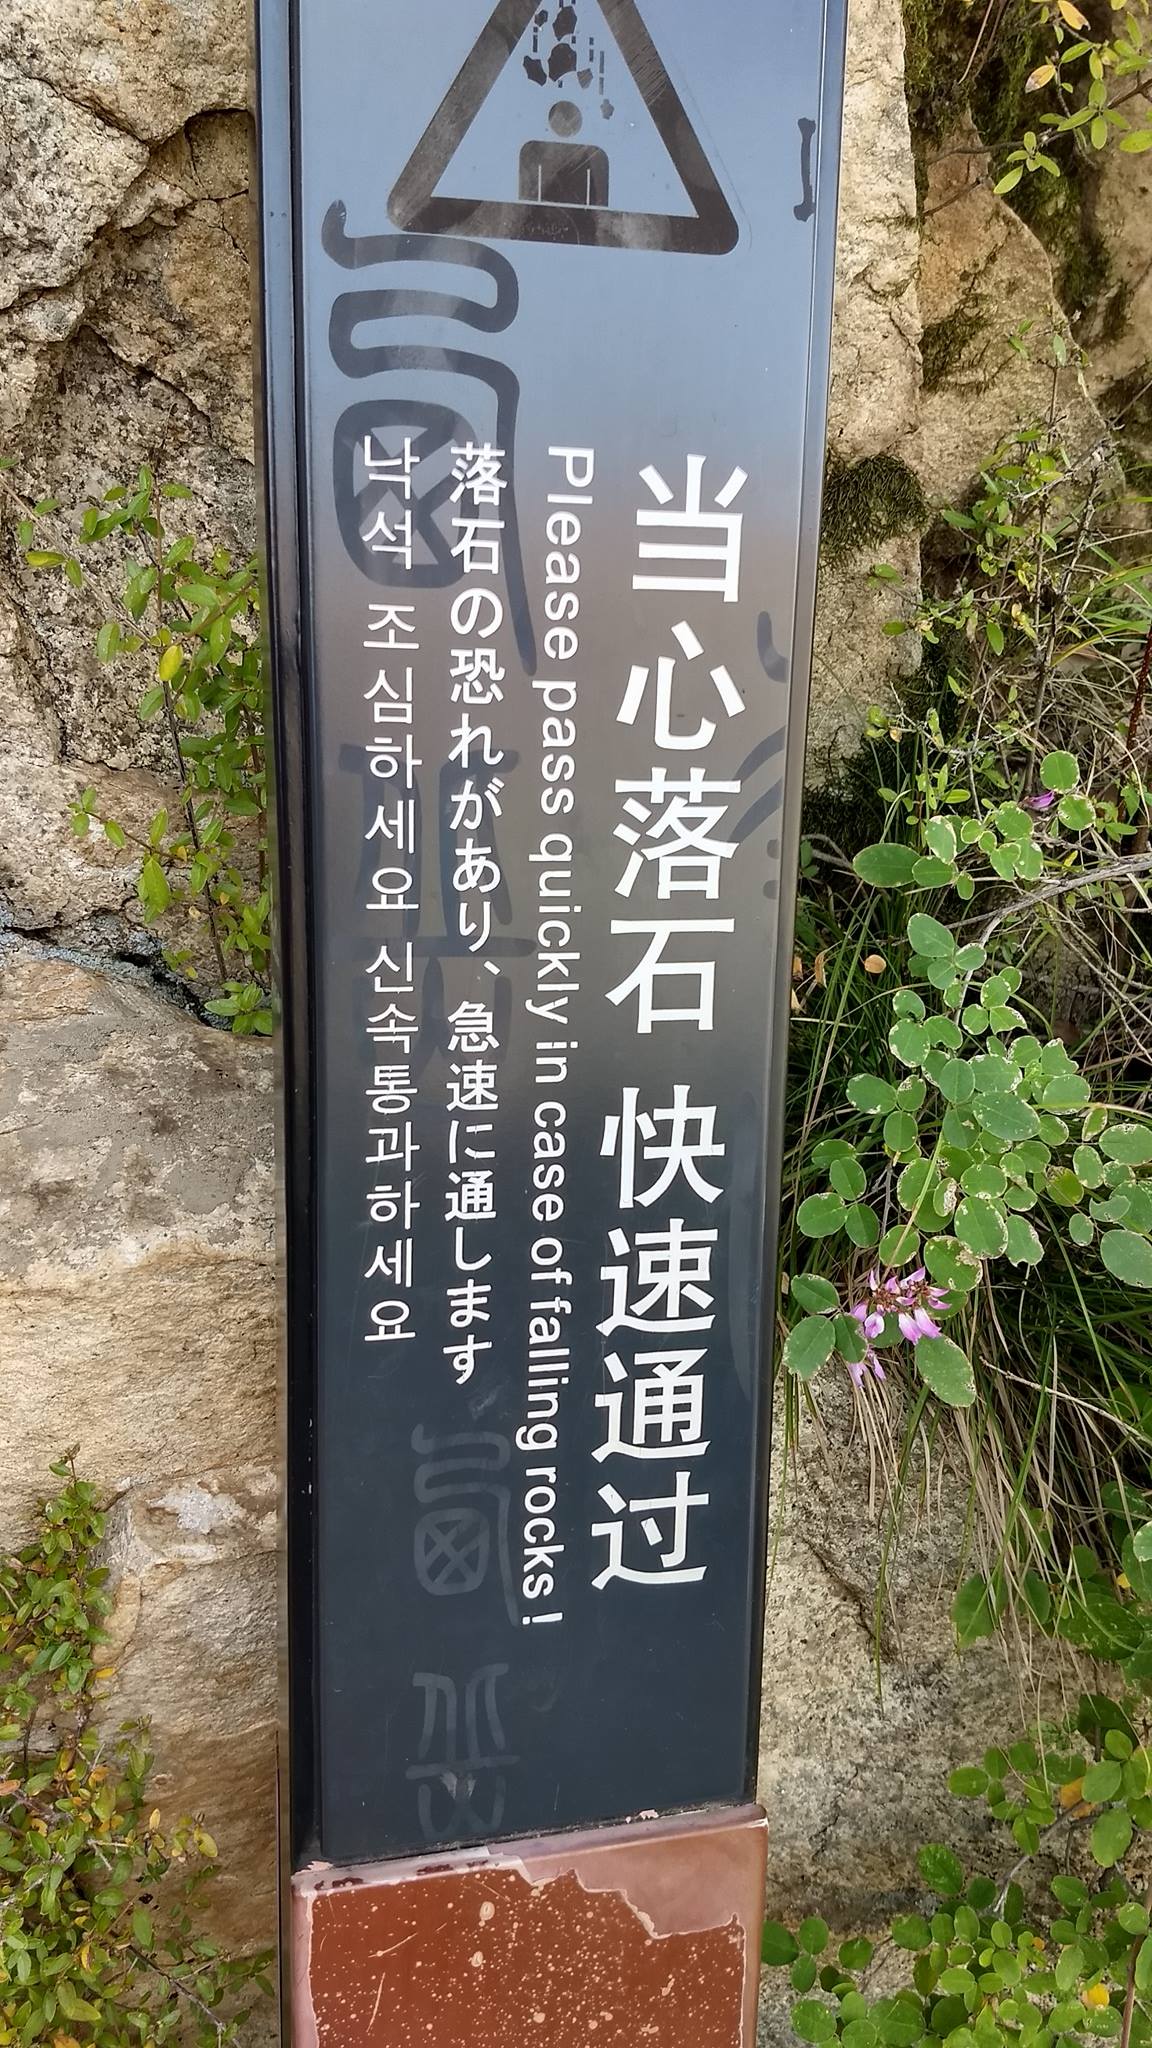 当心落石 快速通过
Please pass quickly in case of falling rocks!
落石の恐れがあり、急速に通します
낙석 조심하세요 신속통과하세요